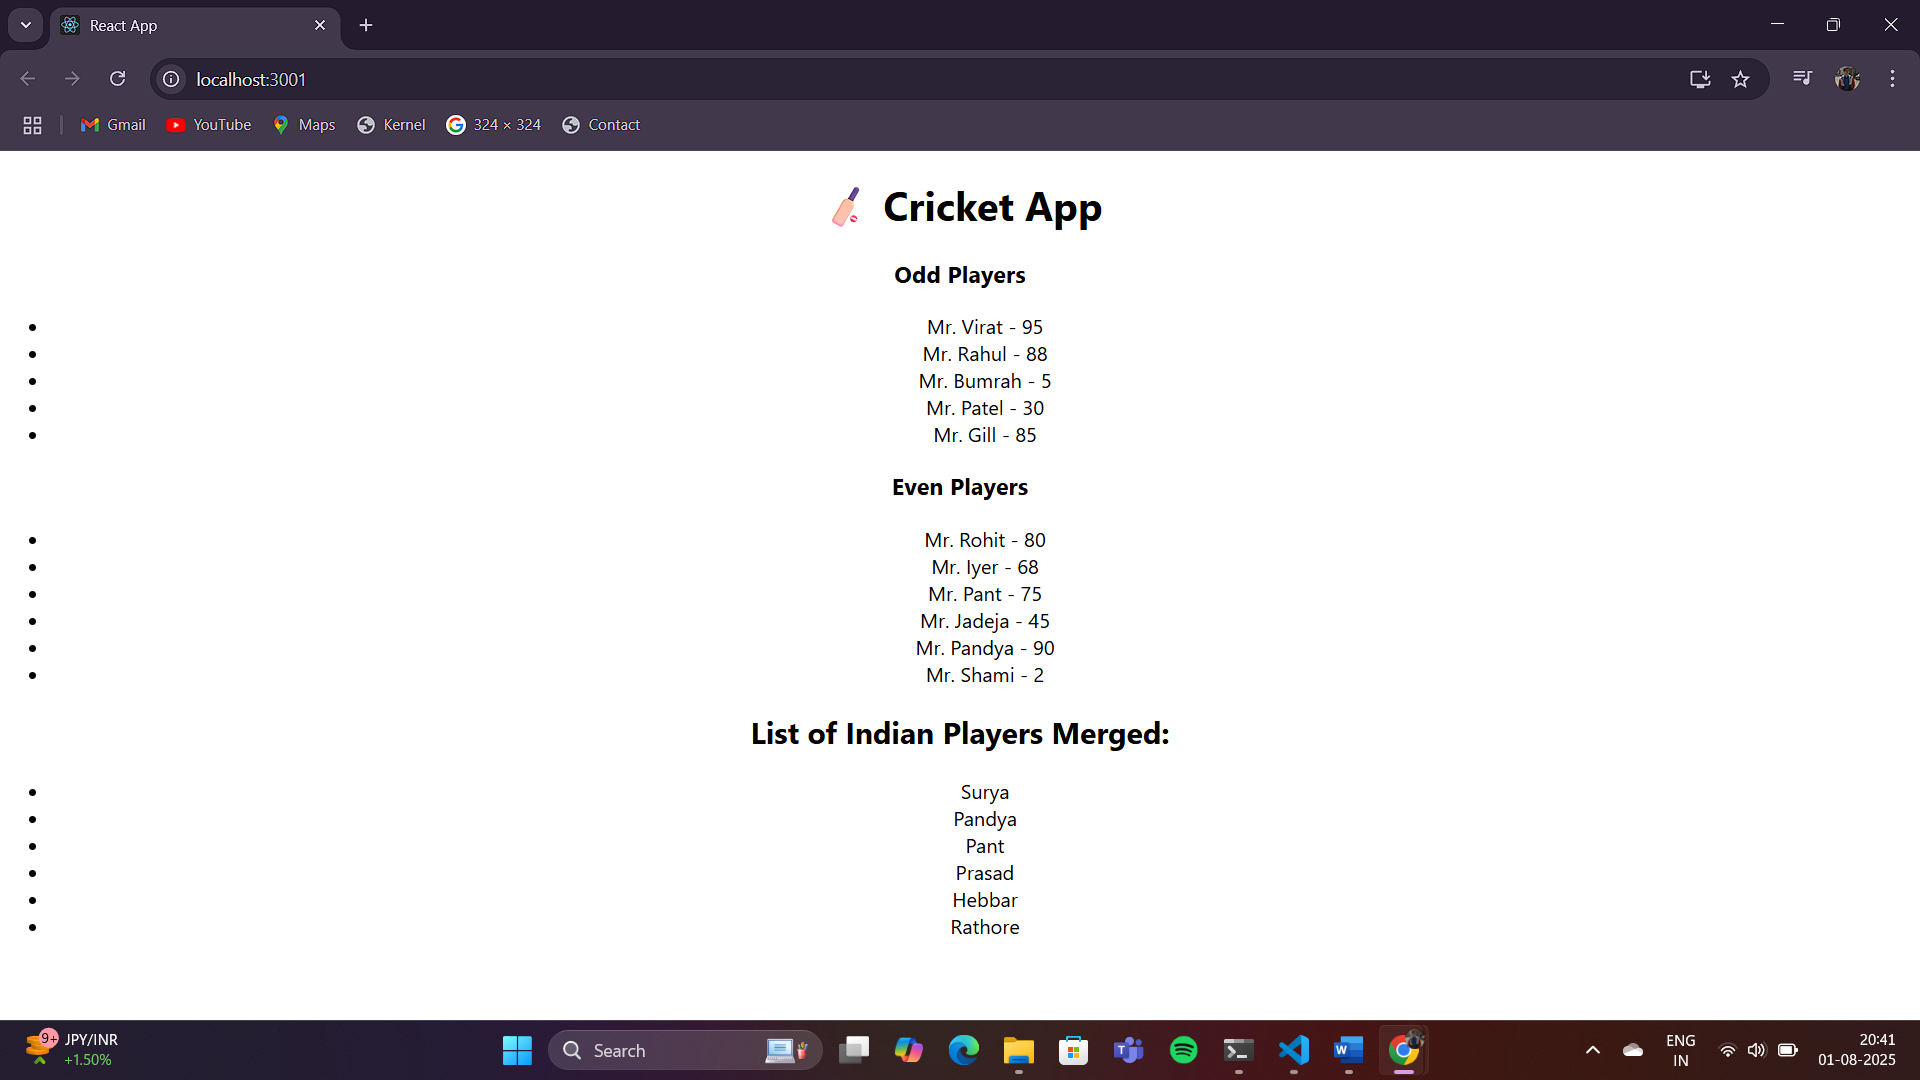 React App
localhost:3001
Gmail YouTube Maps Kernel 324 × 324 Contact
Cricket App
Odd Players
Mr. Virat - 95
Mr. Rahul - 88
Mr. Bumrah - 5
Mr. Patel - 30
Mr. Gill - 85
Even Players
Mr. Rohit - 80
Mr. Iyer - 68
Mr. Pant - 75
Mr. Jadeja - 45
Mr. Pandya - 90
Mr. Shami - 2
List of Indian Players Merged:
Surya
Pandya
Pant
Prasad
Hebbar
Rathore
9+ JPY/INR
+1.50%
Search
ENG
IN
20:41
01-08-2025